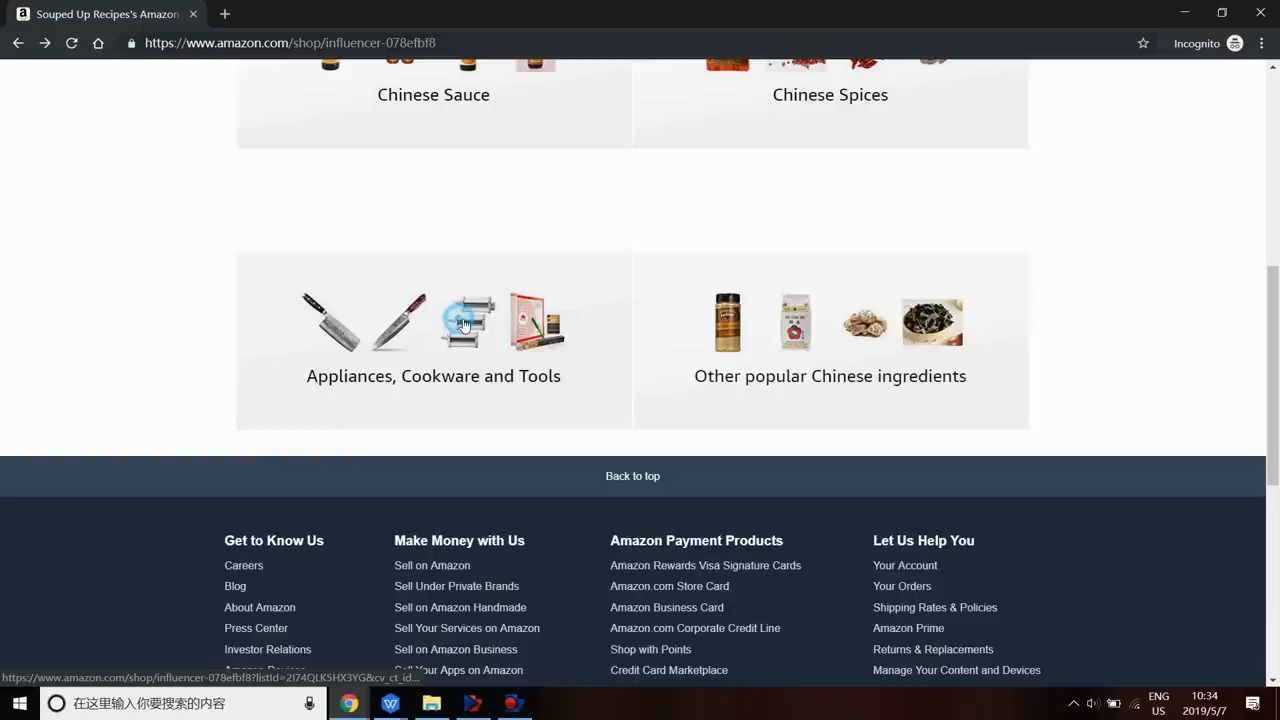 Souped Up Recipe's Amazon
https://www.amazon.com/shop/influencer-078efbf8
Incognito
Chinese Sauce
Chinese Spices
Appliances, Cookware and Tools
Other popular Chinese ingredients
Back to top
Get to Know Us
Careers
Blog
About Amazon
Press Center
Investor Relations
Make Money with Us
Sell on Amazon
Sell Under Private Brands
Sell on Amazon Handmade
Sell Your Services on Amazon
Sell on Amazon Business
Sell Your Apps on Amazon
Amazon Payment Products
Amazon Rewards Visa Signature Cards
Amazon.com Store Card
Amazon Business Card
Amazon.com Corporate Credit Line
Shop with Points
Credit Card Marketplace
Let Us Help You
Your Account
Your Orders
Shipping Rates & Policies
Amazon Prime
Returns & Replacements
Manage Your Content and Devices
https://www.amazon.com/shop/influencer-078efbf8?listId=2I74QLK5HX3YG&cv_ct_id...
在这里输入你要搜索的内容
ENG
US
10:34
2019/5/7